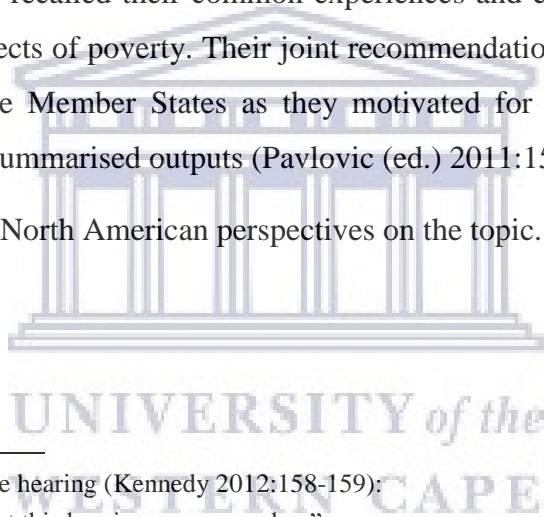 recalled their common experiences and
ects of poverty. Their joint recommendatio
e Member States as they motivated for
ummarised outputs (Pavlovic (ed.) 2011:15
North American perspectives on the topic.
UNIVERSITY of the
e hearing (Kennedy 2012:158-159):
WESTERN CAPE